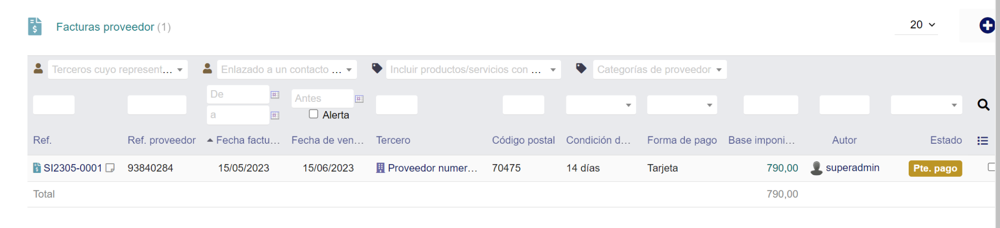 Facturas proveedor (1)
20
Terceros cuyo represent... Enlazado a un contacto ... Incluir productos/servicios con ... Categorías de proveedor
De
Antes
a
Alerta
Ref. Ref. proveedor Fecha factu... Fecha de ven... Tercero Código postal Condición d... Forma de pago Base imponi... Autor Estado
SI2305-0001 93840284 15/05/2023 15/06/2023 Proveedor numer... 70475 14 días Tarjeta 790,00 superadmin Pte. pago
Total 790,00